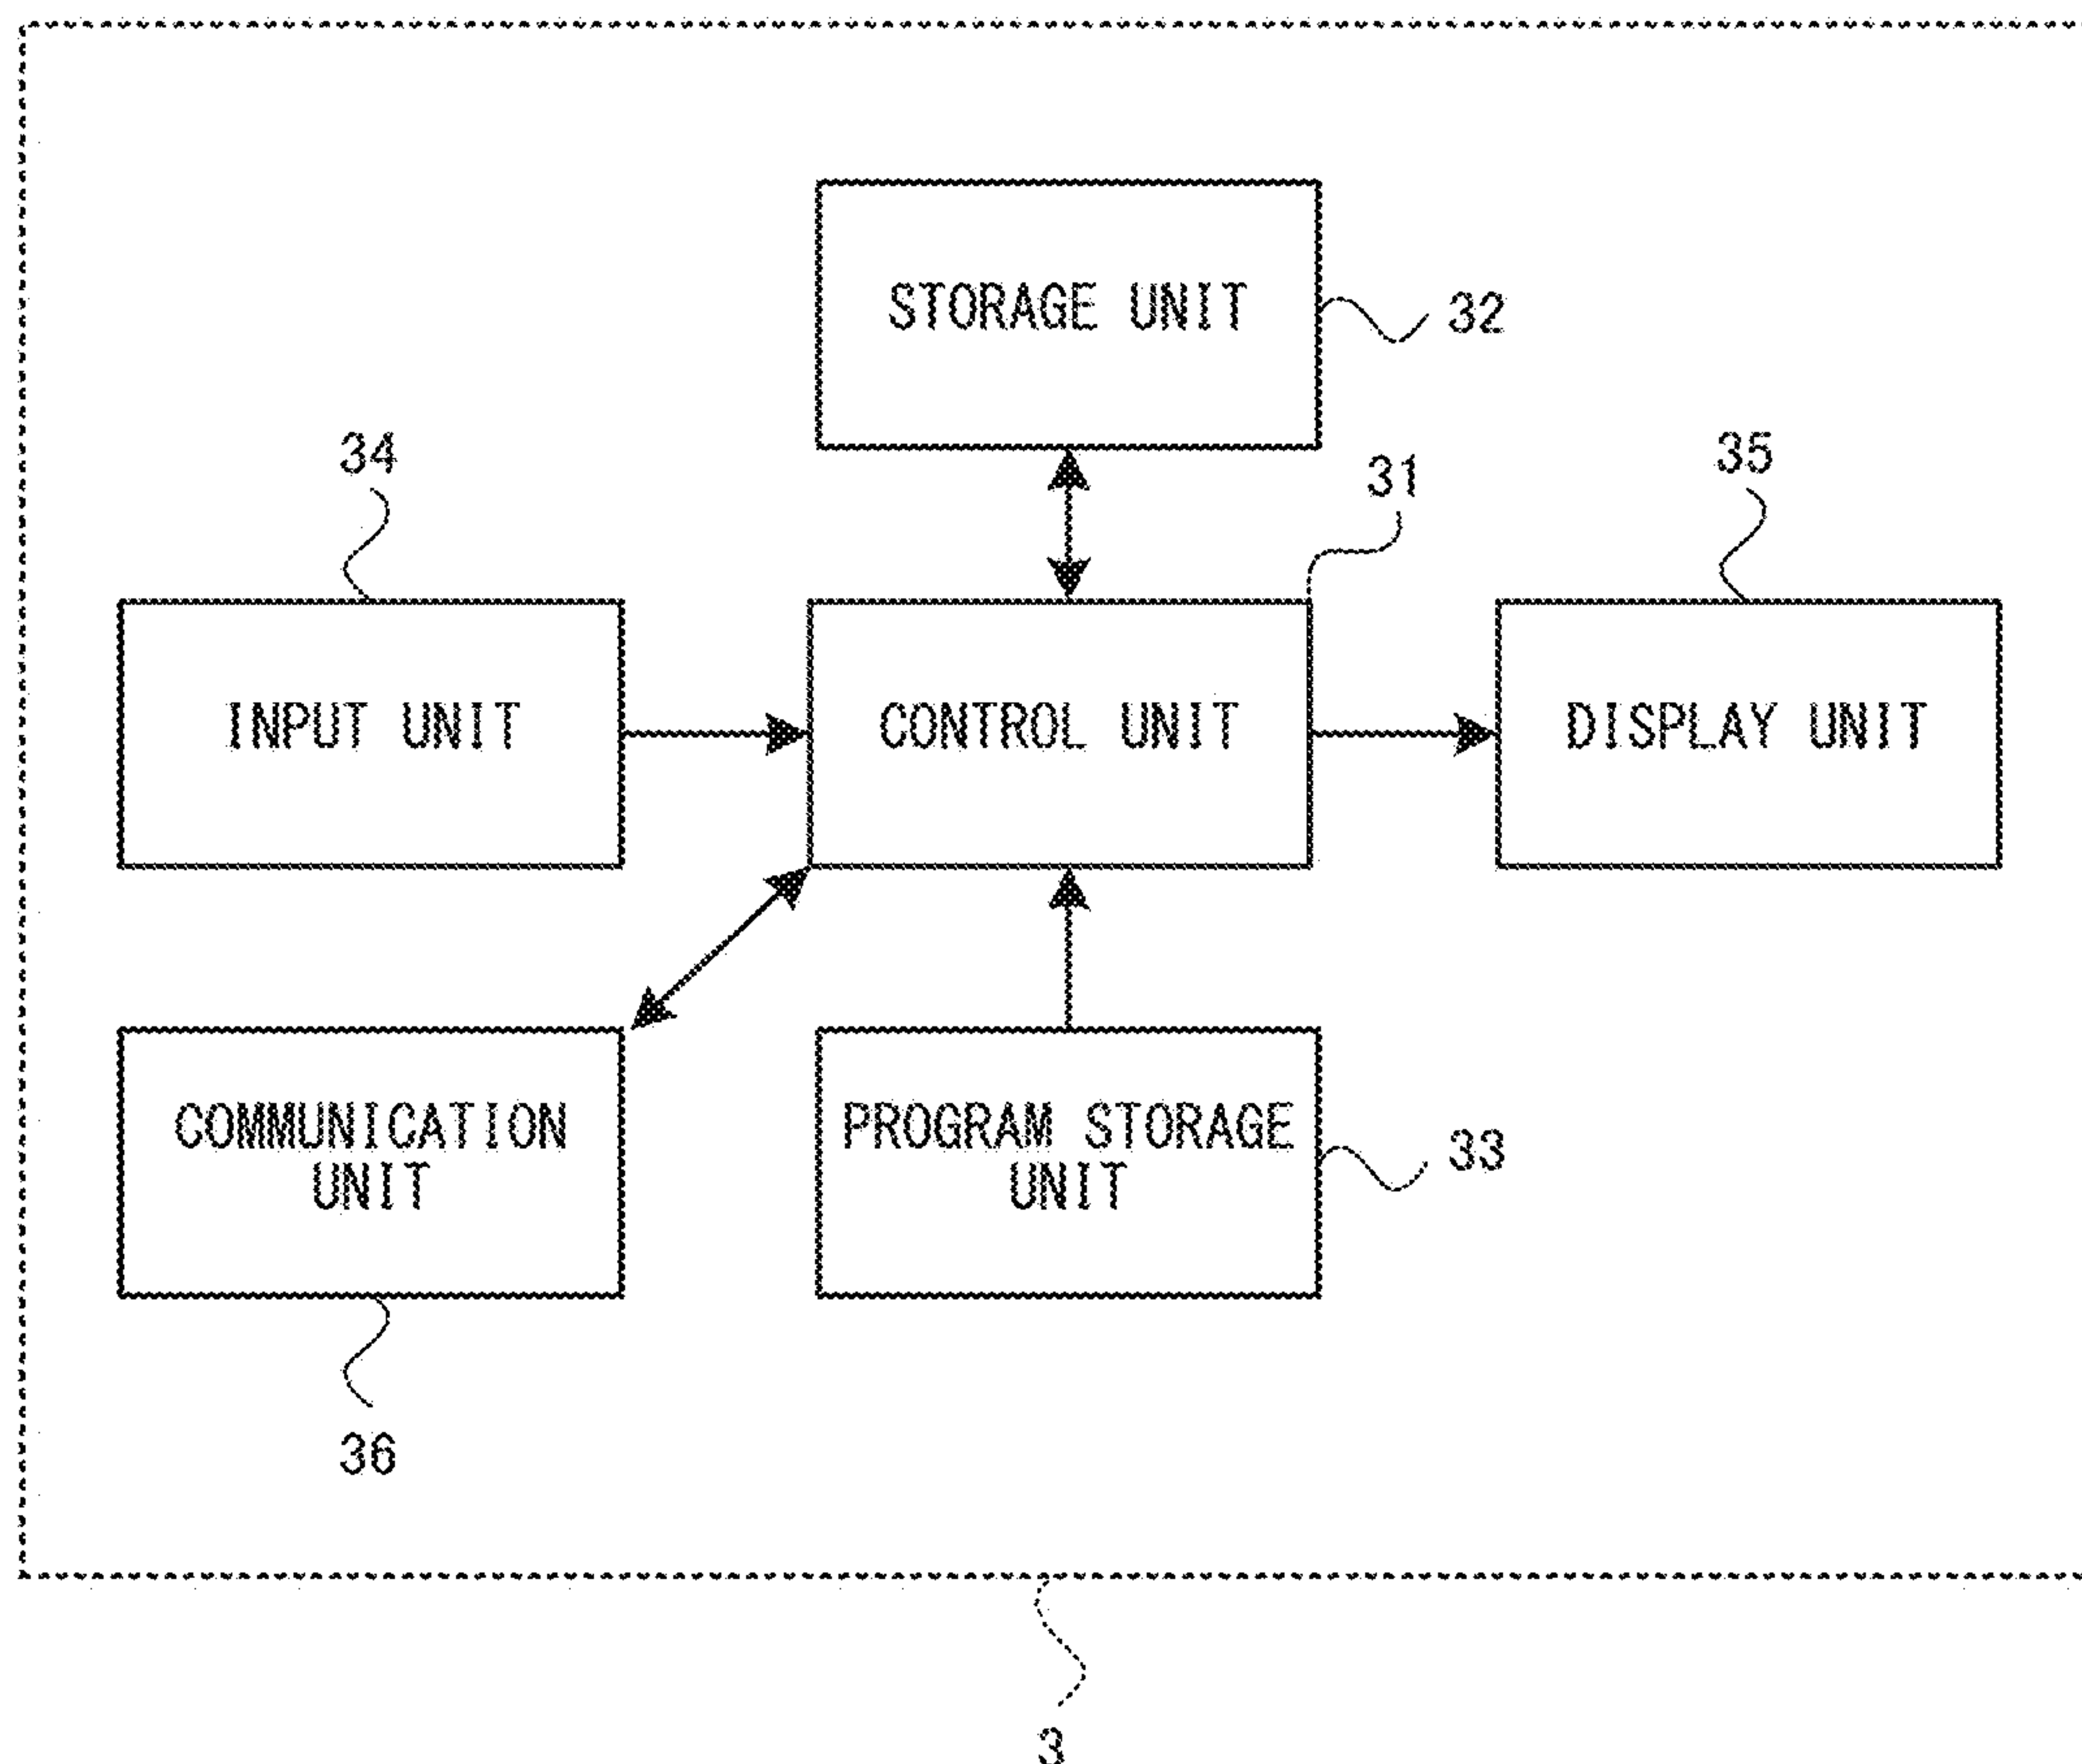 STORAGE UNIT
32
34
31
35
INPUT UNIT
CONTROL UNIT
DISPLAY UNIT
COMMUNICATION
UNIT
PROGRAM STORAGE
UNIT
33
36
3